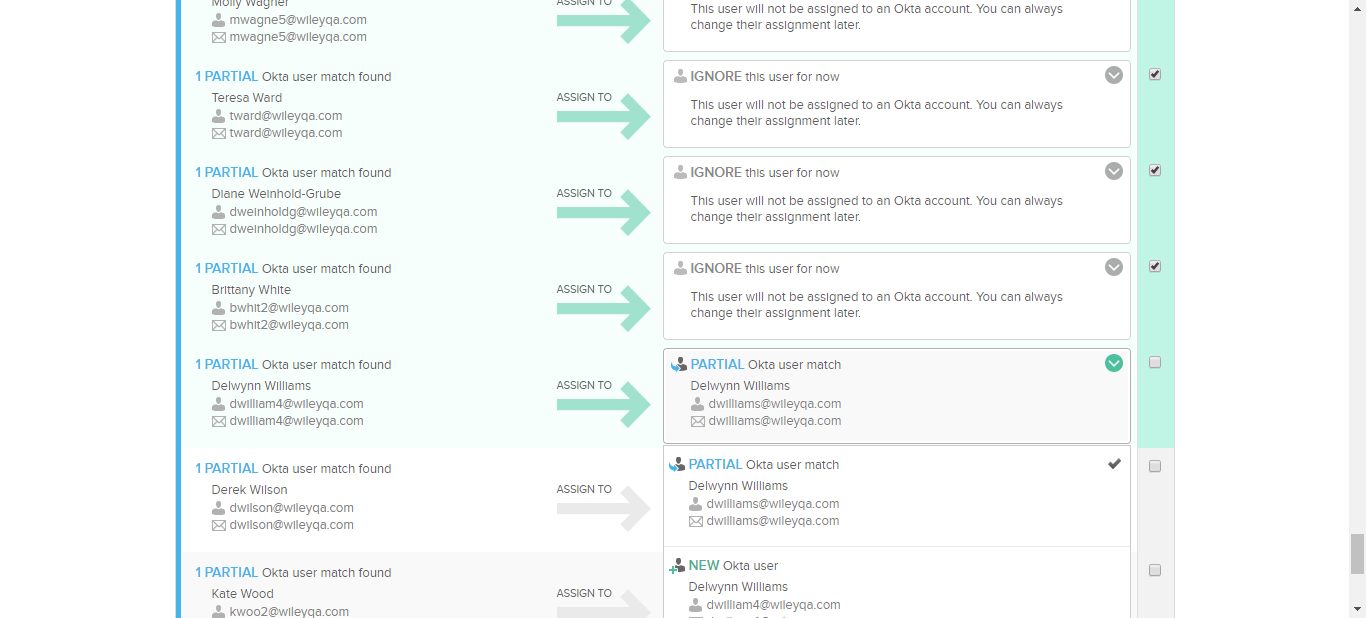 Molly Wagner
mwagne5@wileyqa.com
mwagne5@wileyqa.com
ASSIGN TO
This user will not be assigned to an Okta account. You can always
change their assignment later.
1 PARTIAL Okta user match found
Teresa Ward
tward@wileyqa.com
tward@wileyqa.com
ASSIGN TO
IGNORE this user for now
This user will not be assigned to an Okta account. You can always
change their assignment later.
1 PARTIAL Okta user match found
Diane Weinhold-Grube
dweinholdg@wileyqa.com
dweinholdg@wileyqa.com
ASSIGN TO
IGNORE this user for now
This user will not be assigned to an Okta account. You can always
change their assignment later.
1 PARTIAL Okta user match found
Brittany White
bwhit2@wileyqa.com
bwhit2@wileyqa.com
ASSIGN TO
IGNORE this user for now
This user will not be assigned to an Okta account. You can always
change their assignment later.
1 PARTIAL Okta user match found
Delwynn Williams
dwilliam4@wileyqa.com
dwilliam4@wileyqa.com
ASSIGN TO
PARTIAL Okta user match
Delwynn Williams
dwilliams@wileyqa.com
dwilliams@wileyqa.com
1 PARTIAL Okta user match found
Derek Wilson
dwilson@wileyqa.com
dwilson@wileyqa.com
ASSIGN TO
PARTIAL Okta user match
Delwynn Williams
dwilliams@wileyqa.com
dwilliams@wileyqa.com
1 PARTIAL Okta user match found
Kate Wood
kwoo2@wileyqa.com
ASSIGN TO
NEW Okta user
Delwynn Williams
dwilliam4@wileyqa.com